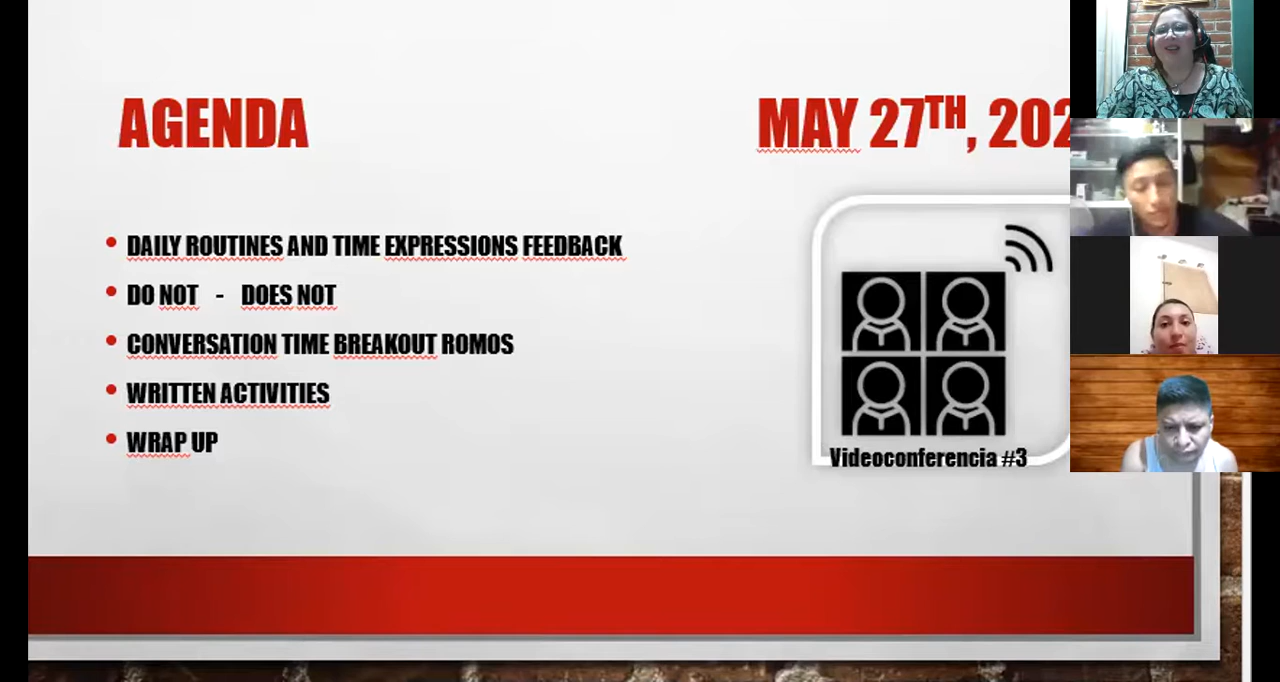 AGENDA
MAY 27TH, 202
DAILY ROUTINES AND TIME EXPRESSIONS FEEDBACK
DO NOT - DOES NOT
CONVERSATION TIME BREAKOUT ROMOS
WRITTEN ACTIVITIES
WRAP UP
Videoconferencia #3